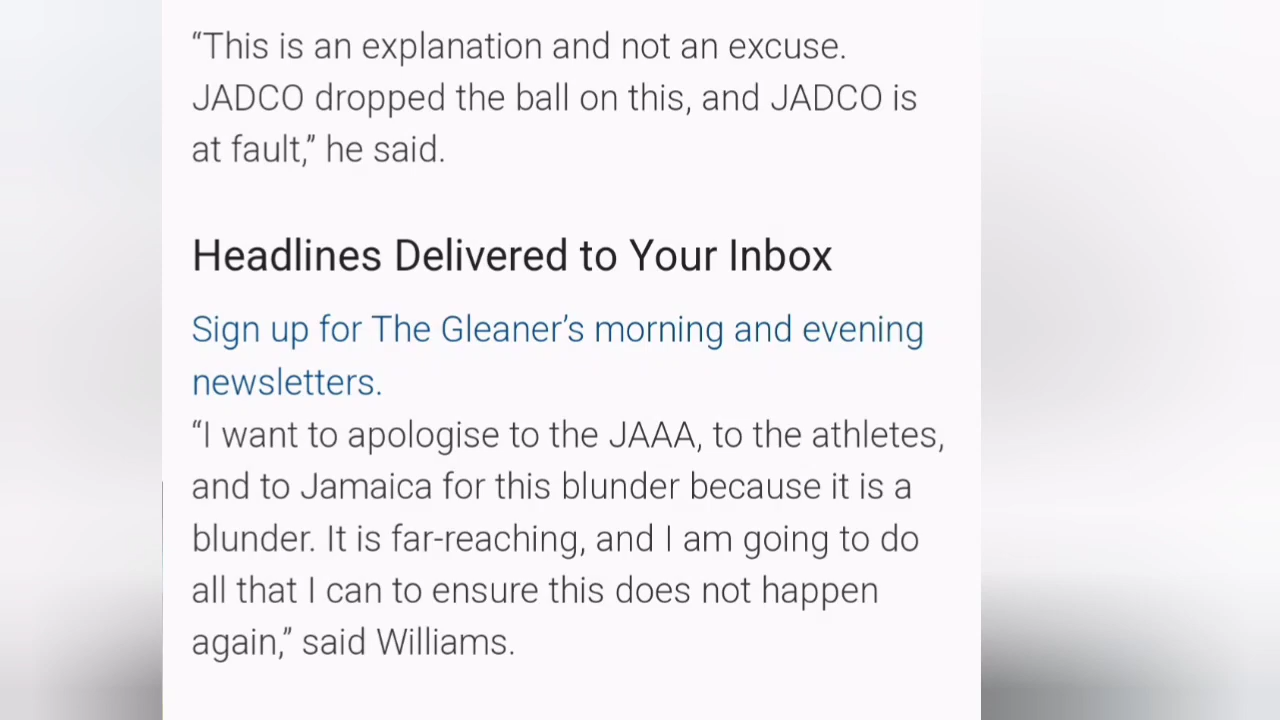 “This is an explanation and not an excuse.
JADCO dropped the ball on this, and JADCO is
at fault,” he said.
Headlines Delivered to Your Inbox
Sign up for The Gleaner’s morning and evening
newsletters.
“I want to apologise to the JAAA, to the athletes,
and to Jamaica for this blunder because it is a
blunder. It is far-reaching, and I am going to do
all that I can to ensure this does not happen
again,” said Williams.